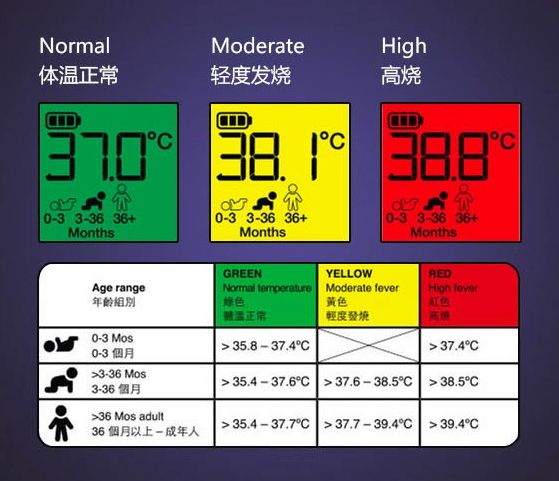 Normal
体温正常
Moderate
轻度发烧
High
高烧
37.0°C
0-3 3-36 36+
Months
38.1°C
0-3 3-36 36+
Months
38.8°C
0-3 3-36 36+
Months
Age range
年齡組別
GREEN
Normal temperature
綠色
體溫正常
YELLOW
Moderate fever
黃色
輕度發燒
RED
High fever
紅色
高燒
0-3 Mos
0-3 個月
> 35.8 – 37.4°C
> 37.4°C
>3-36 Mos
3-36 個月
> 35.4 – 37.6°C
> 37.6 – 38.5°C
> 38.5°C
>36 Mos adult
36 個月以上 – 成年人
> 35.4 – 37.7°C
> 37.7 – 39.4°C
> 39.4°C